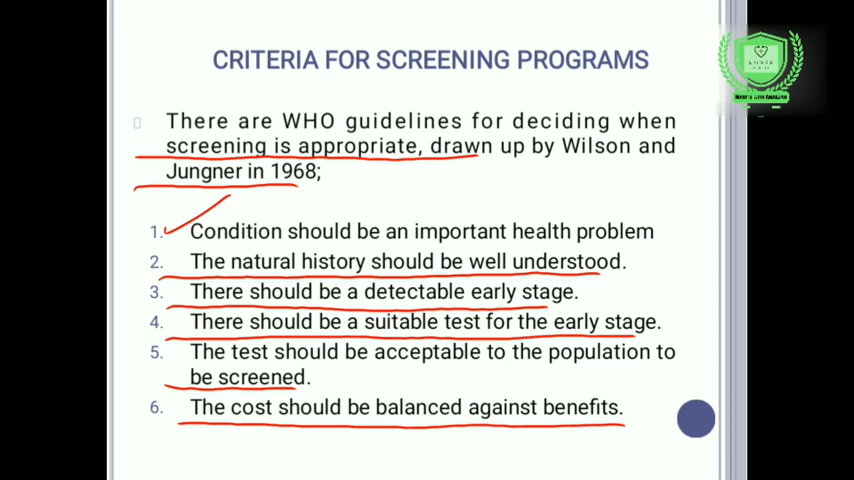 CRITERIA FOR SCREENING PROGRAMS
There are WHO guidelines for deciding when
screening is appropriate, drawn up by Wilson and
Jungner in 1968;
1. Condition should be an important health problem
2. The natural history should be well understood.
3. There should be a detectable early stage.
4. There should be a suitable test for the early stage.
5. The test should be acceptable to the population to
be screened.
6. The cost should be balanced against benefits.